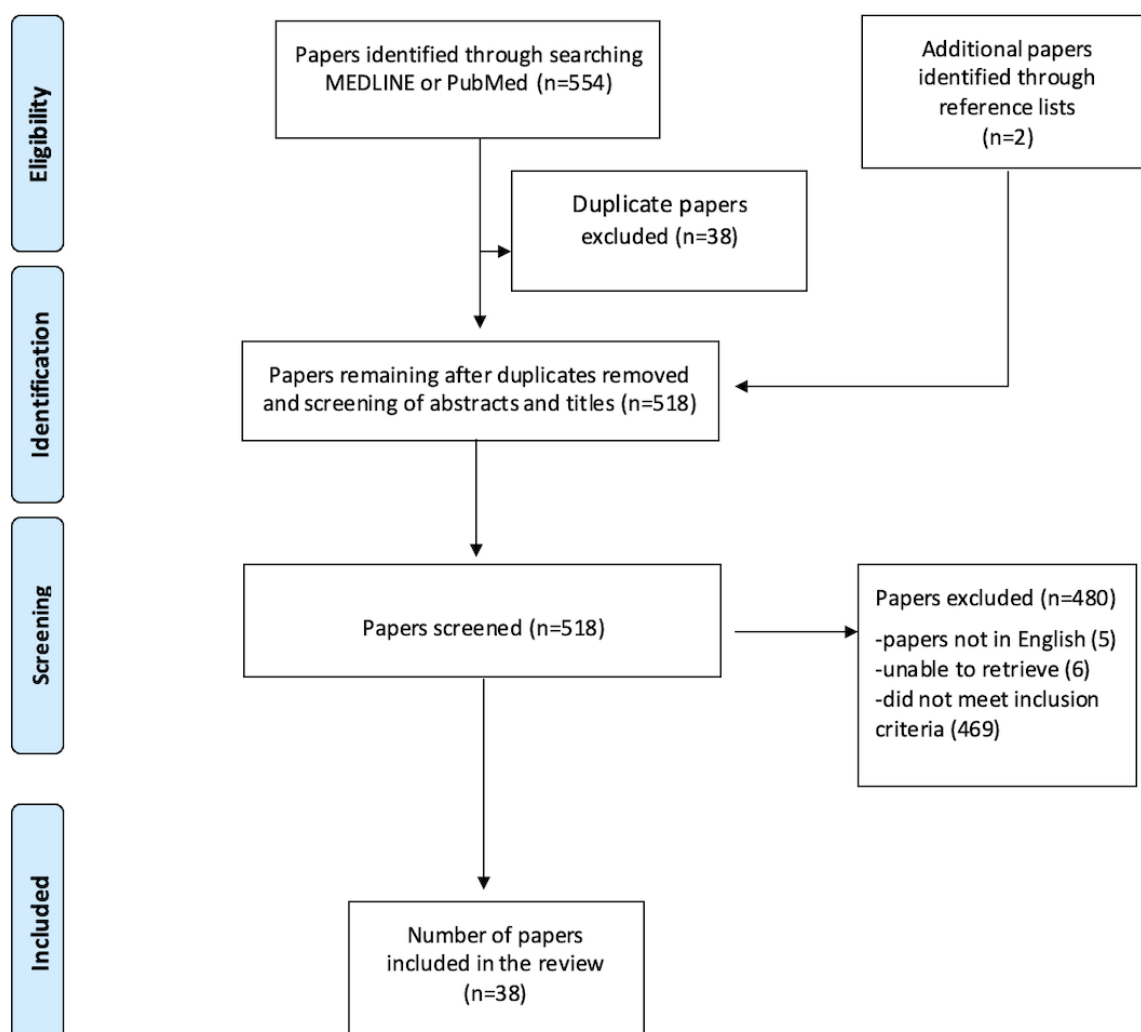 Eligibility
Papers identified through searching
MEDLINE or PubMed (n=554)
Additional papers
identified through
reference lists
(n=2)
Duplicate papers
excluded (n=38)
Identification
Papers remaining after duplicates removed
and screening of abstracts and titles (n=518)
Screening
Papers screened (n=518)
Papers excluded (n=480)
-papers not in English (5)
-unable to retrieve (6)
-did not meet inclusion
criteria (469)
Included
Number of papers
included in the review
(n=38)